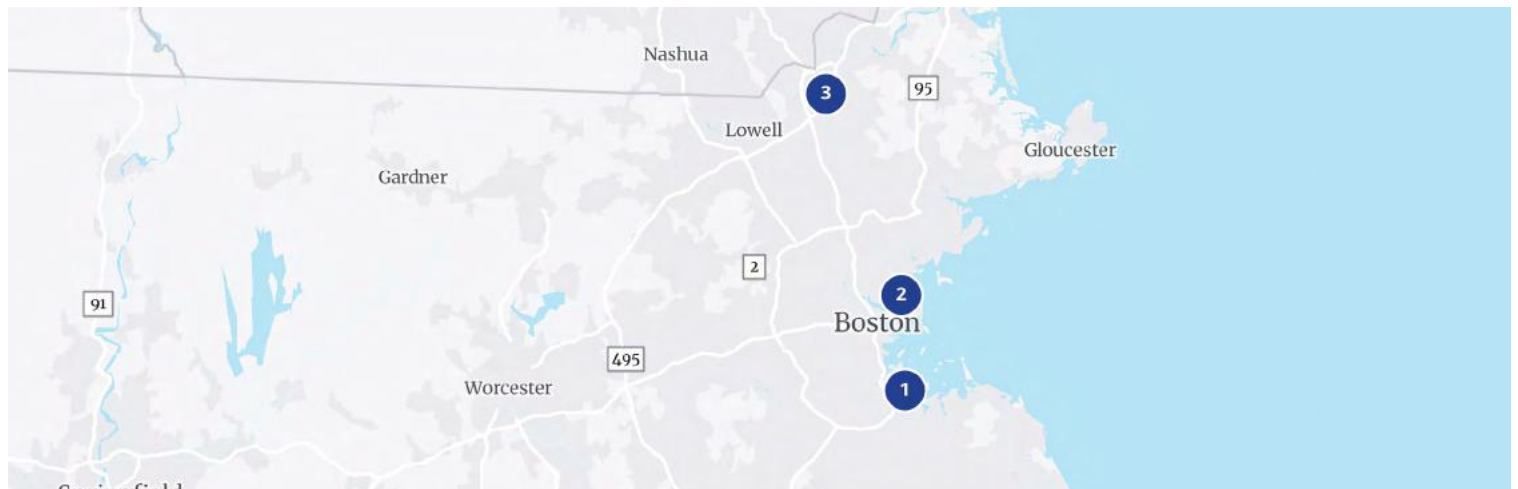 Nashua
3
95
Lowell
Gloucester
Gardner
2
91
2
Boston
495
Worcester
1